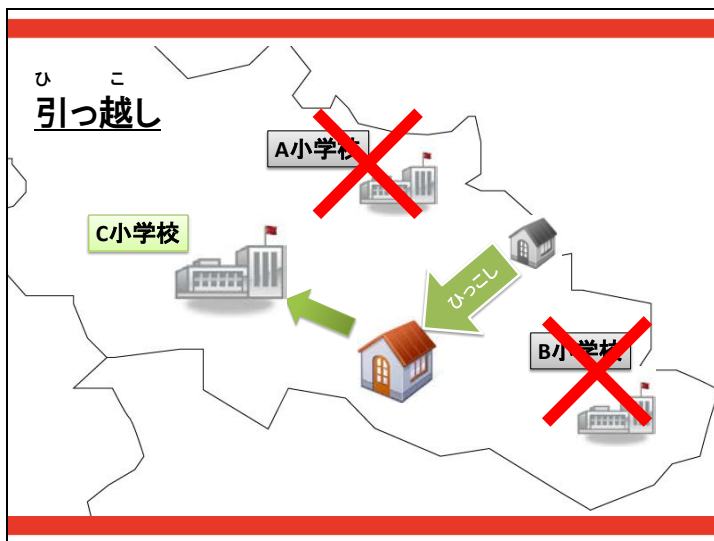 ひ こ
引っ越し
A小学校
C小学校
ひっこし
B小学校